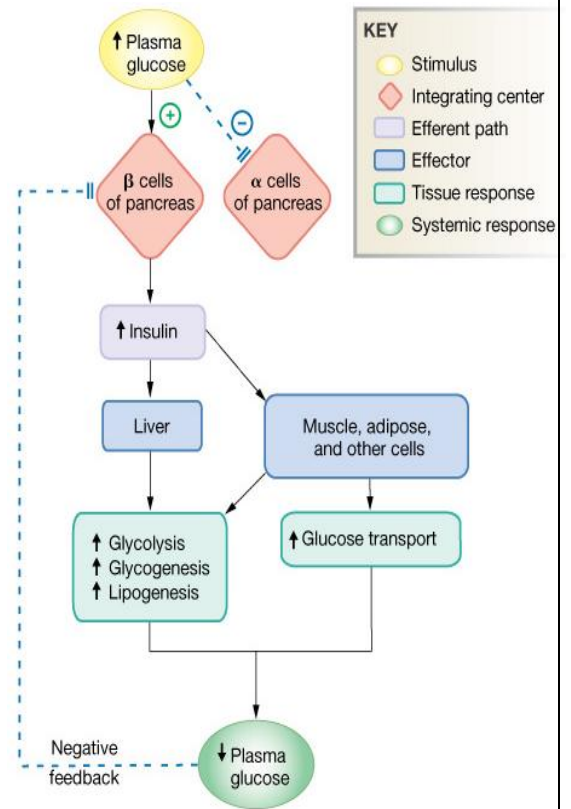 ↑ Plasma
glucose
+
−
β cells
of pancreas
α cells
of pancreas
↑ Insulin
Liver
Muscle, adipose,
and other cells
↑ Glycolysis
↑ Glycogenesis
↑ Lipogenesis
↑ Glucose transport
Negative
feedback
↓ Plasma
glucose
KEY
Stimulus
Integrating center
Efferent path
Effector
Tissue response
Systemic response